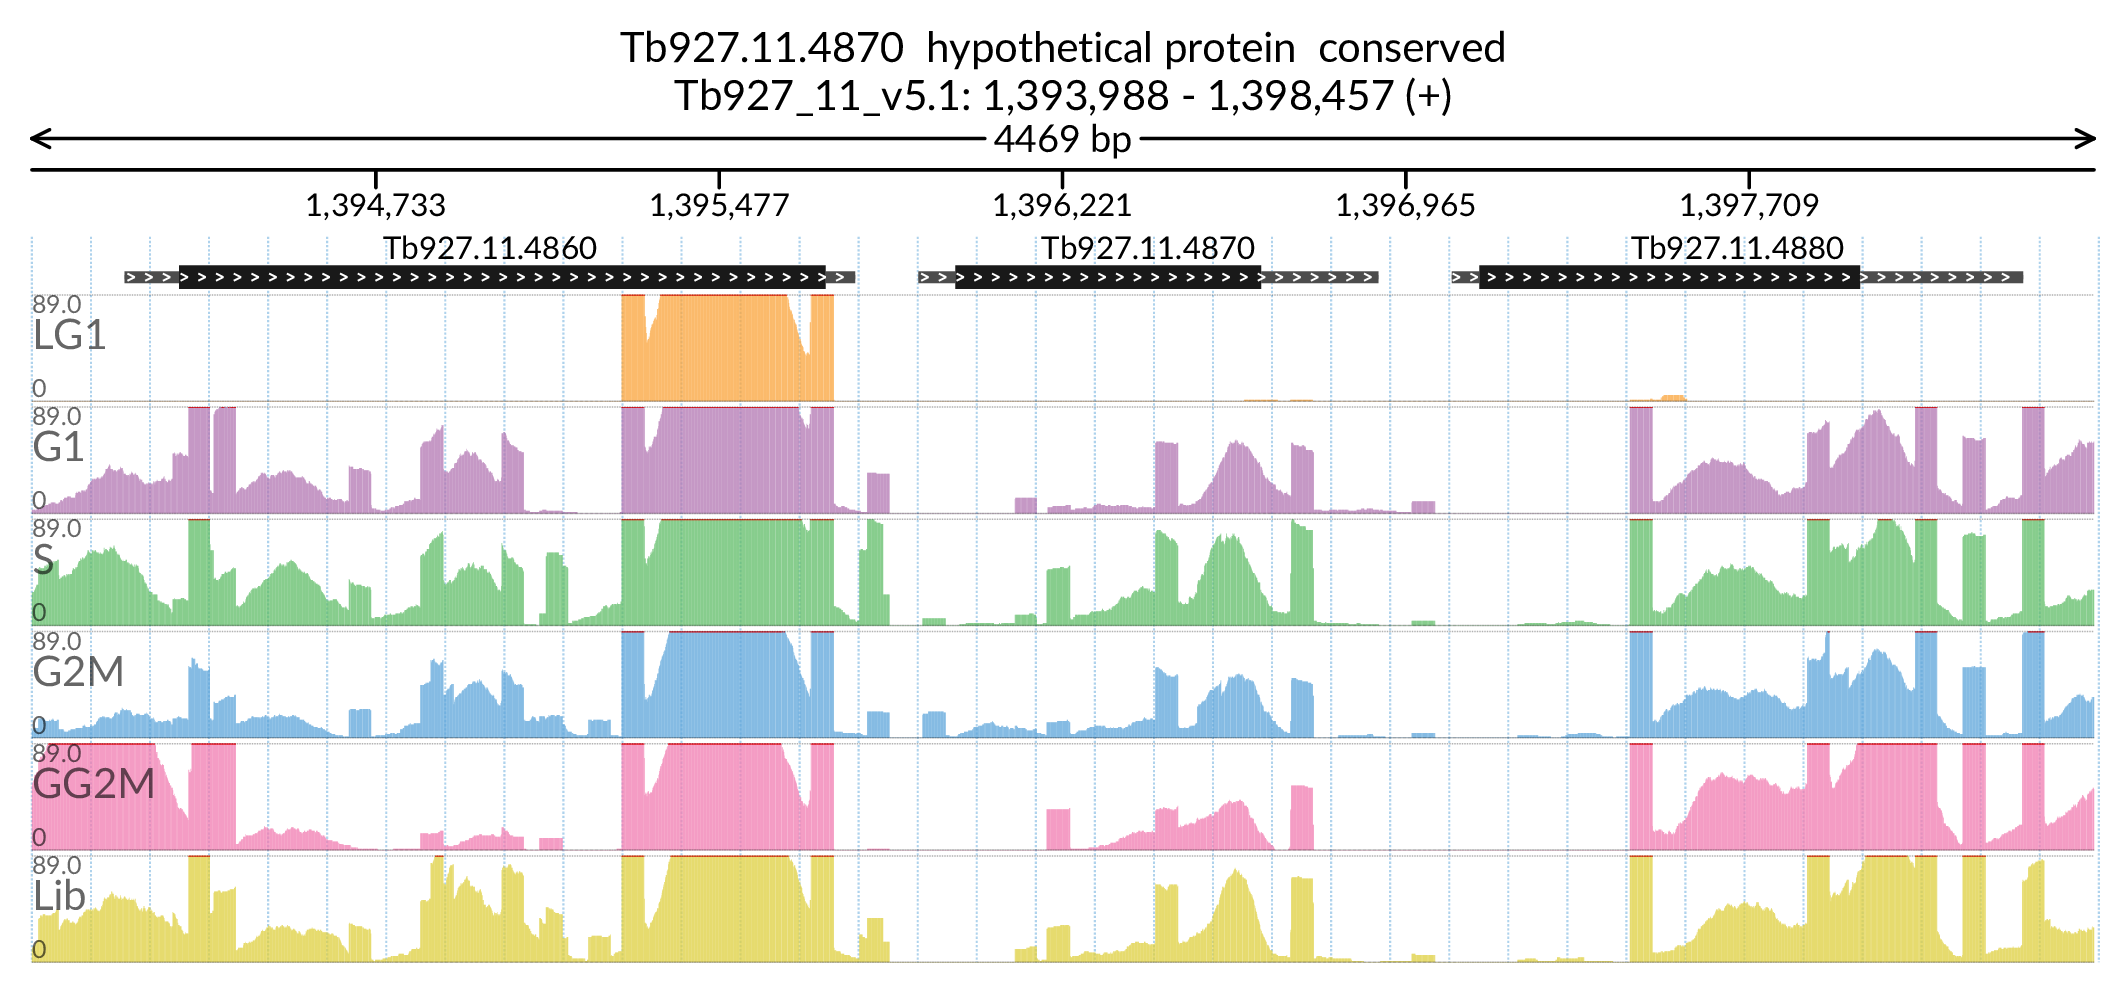 Tb927.11.4870 hypothetical protein conserved
Tb927_11_v5.1: 1,393,988 - 1,398,457 (+)
4469 bp
1,394,733 1,395,477 1,396,221 1,396,965 1,397,709
Tb927.11.4860 Tb927.11.4870 Tb927.11.4880
89.0
LG1
0
89.0
G1
0
89.0
S
0
89.0
G2M
0
89.0
GG2M
0
89.0
Lib
0